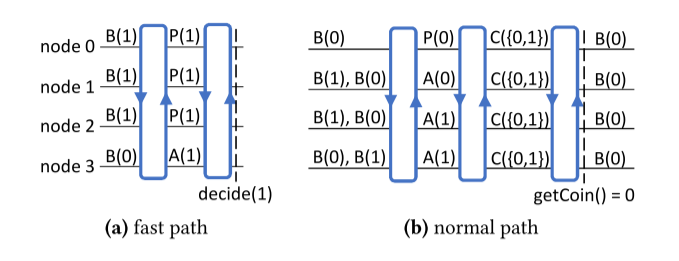 B(1) P(1)
node 0
B(1) P(1)
node 1
B(1) P(1)
node 2
B(0) A(1)
node 3
decide(1)
(a) fast path
B(0) P(0) C({0,1}) B(0)
B(1), B(0) A(0) C({0,1}) B(0)
B(1), B(0) A(1) C({0,1}) B(0)
B(0), B(1) A(1) C({0,1}) B(0)
getCoin() = 0
(b) normal path